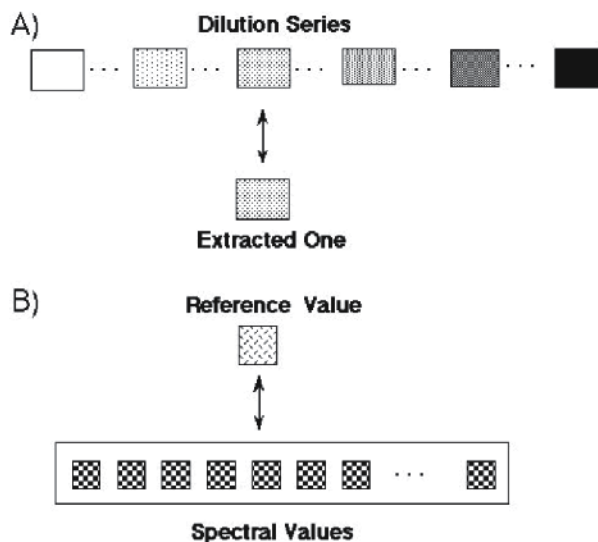 A)
Dilution Series
Extracted One
B)
Reference Value
Spectral Values